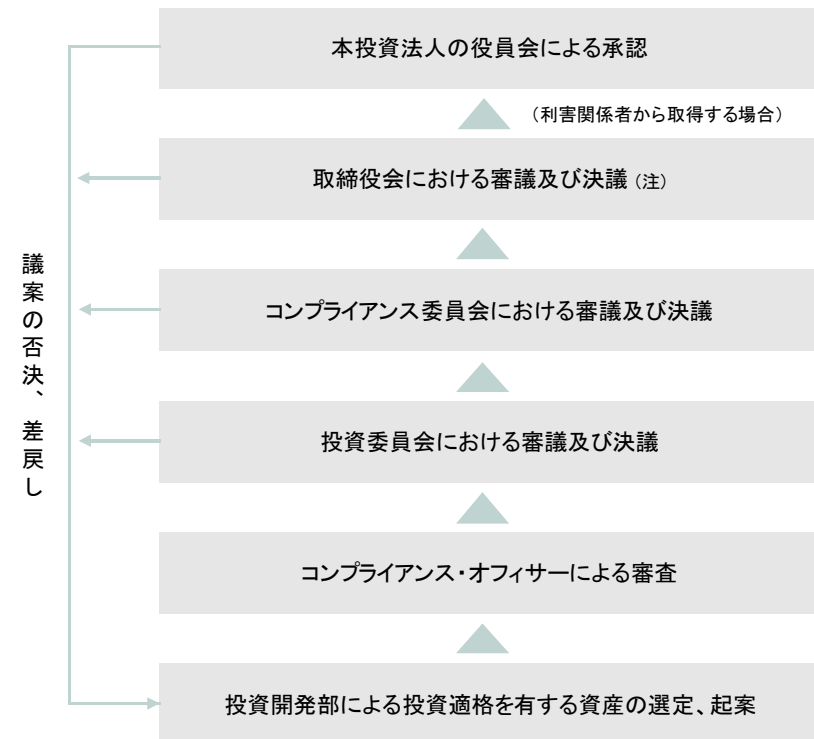 本投資法人の役員会による承認
（利害関係者から取得する場合）
取締役会における審議及び決議（注）
コンプライアンス委員会における審議及び決議
投資委員会における審議及び決議
コンプライアンス・オフィサーによる審査
投資開発部による投資適格を有する資産の選定、起案
議案の否決、差戻し